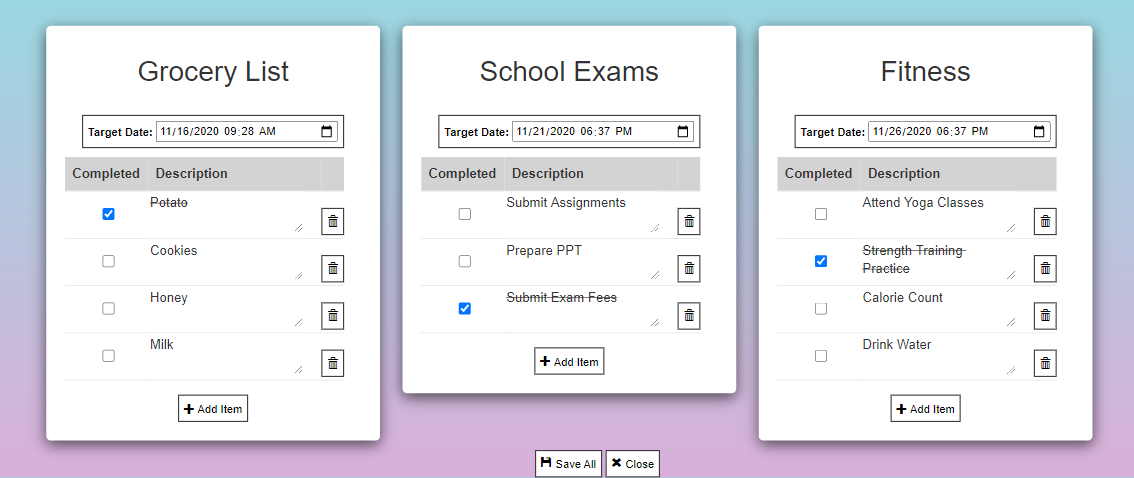 Grocery List
Target Date: 11/16/2020 09:28 AM
Completed Description
Potato
Cookies
Honey
Milk
Add Item
School Exams
Target Date: 11/21/2020 06:37 PM
Completed Description
Submit Assignments
Prepare PPT
Submit Exam Fees
Add Item
Fitness
Target Date: 11/26/2020 06:37 PM
Completed Description
Attend Yoga Classes
Strength Training
Practice
Calorie Count
Drink Water
Add Item
Save All Close